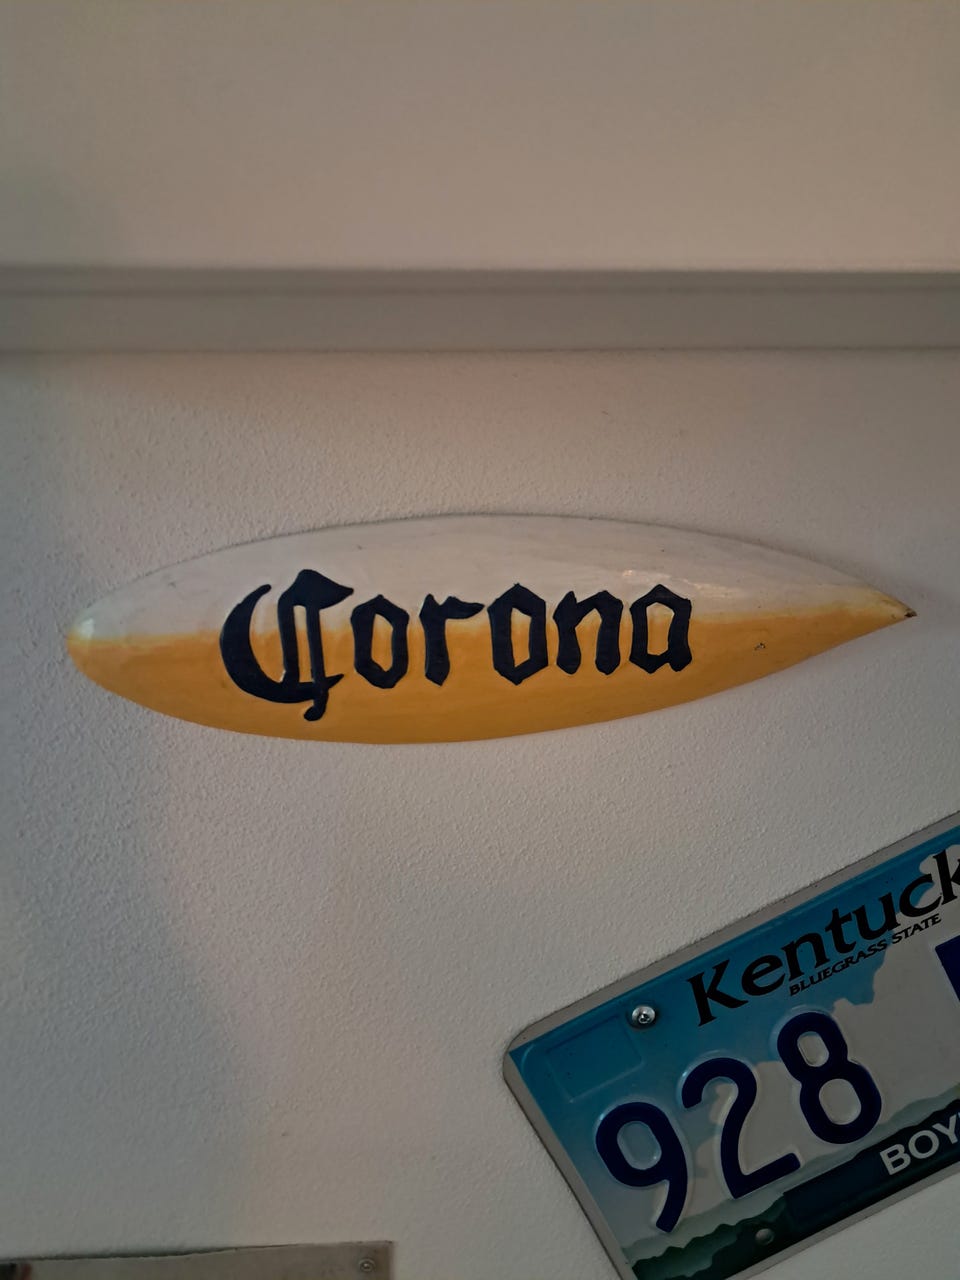 Corona
Kentuck
BLUEGRASS STATE
928
BOY